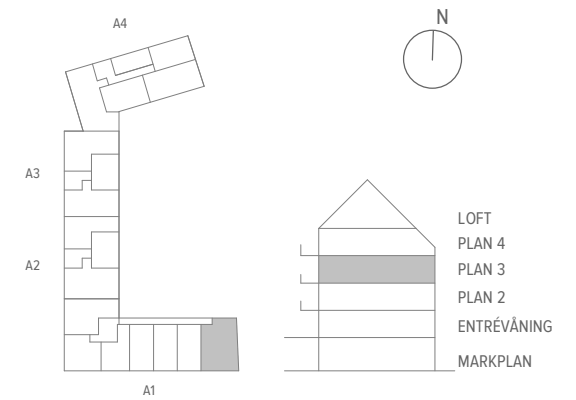 A4
N
A3
A2
A1
LOFT
PLAN 4
PLAN 3
PLAN 2
ENTRÉVÅNING
MARKPLAN